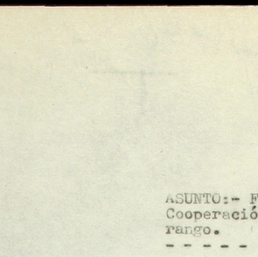 ASUNTO:- F
Cooperació
rango.
- - - - -